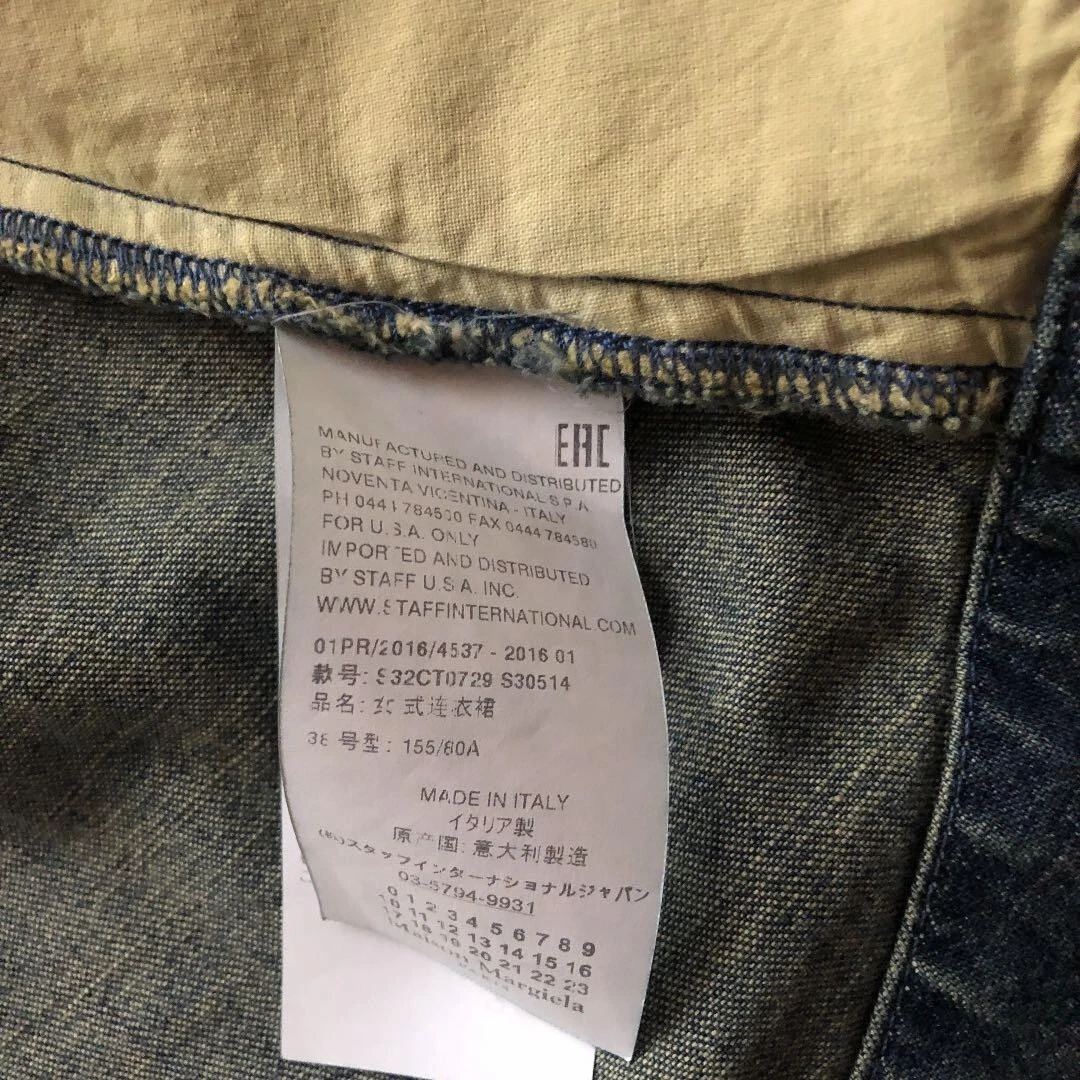 EAC
MANUFACTURED AND DISTRIBUTED
BY STAFF INTERNATIONAL S.P.A.
NOVENTA VICENTINA - ITALY
PH 0444 784500 FAX 0444 784580
FOR U.S.A. ONLY
IMPORTED AND DISTRIBUTED
BY STAFF U.S.A. INC.
WWW.STAFFINTERNATIONAL.COM
01PR/2016/4537 - 2016 01
款号: S32CT0729 S30514
品名: 女式连衣裙
38 号型: 155/80A
MADE IN ITALY
イタリア製
原产国: 意大利製造
(株)スタッフインターナショナルジャパン
03-5794-9931
0 1 2 3 4 5 6 7 8 9
10 11 12 13 14 15 16
17 18 19 20 21 22 23
Maison Margiela
PARIS